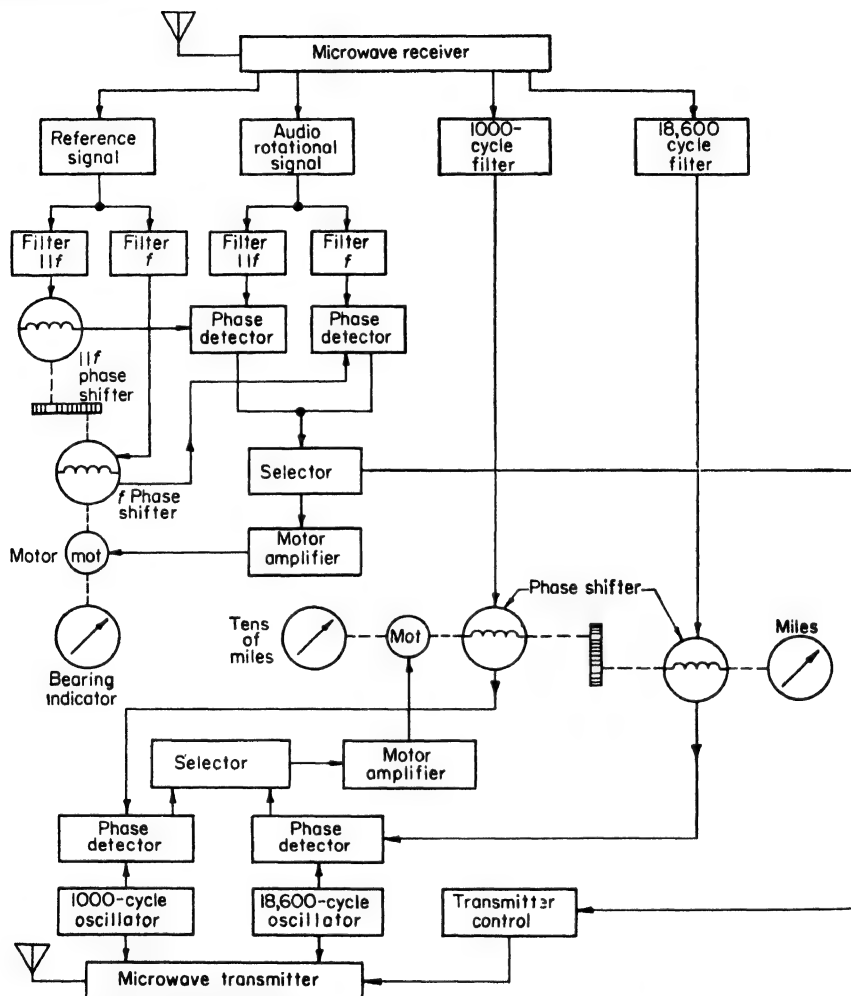 Microwave receiver
Reference
signal
Audio
rotational
signal
1000-
cycle
filter
18,600
cycle
filter
Filter
11f
Filter
f
Filter
11f
Filter
f
Phase
detector
Phase
detector
11f
phase
shifter
Selector
f Phase
shifter
Motor
mot
Motor
amplifier
Bearing
indicator
Tens
of
miles
Mot
Phase shifter
Miles
Selector
Motor
amplifier
Phase
detector
Phase
detector
1000-cycle
oscillator
18,600-cycle
oscillator
Transmitter
control
Microwave transmitter